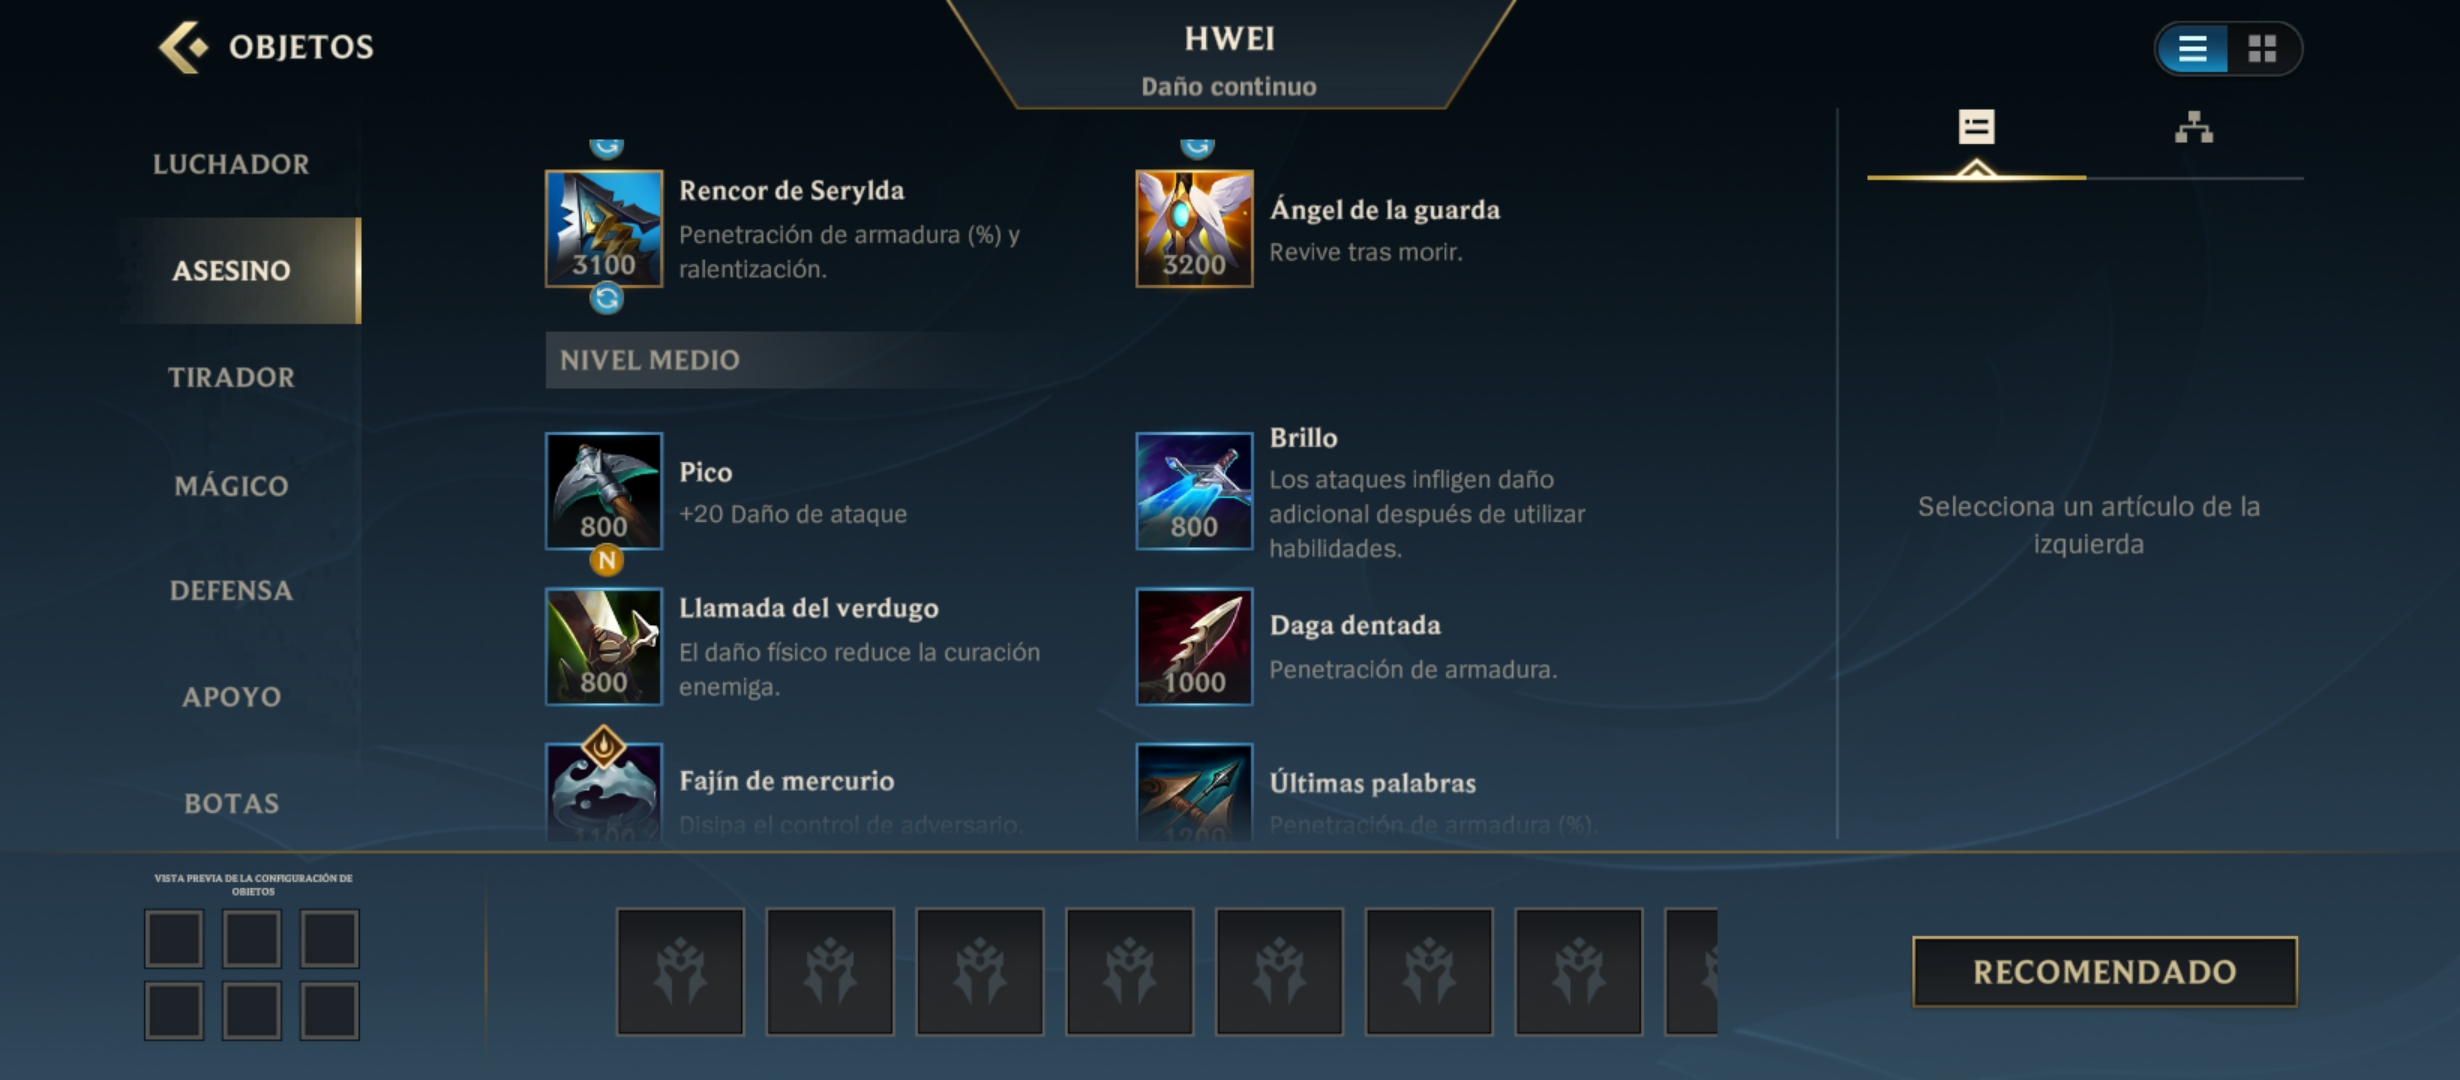 OBJETOS
HWEI
Daño continuo
LUCHADOR
ASESINO
TIRADOR
MÁGICO
DEFENSA
APOYO
BOTAS
Rencor de Serylda
Penetración de armadura (%) y
ralentización.
3100
Ángel de la guarda
Revive tras morir.
3200
NIVEL MEDIO
Pico
+20 Daño de ataque
800
N
Brillo
Los ataques infligen daño
adicional después de utilizar
habilidades.
800
Llamada del verdugo
El daño físico reduce la curación
enemiga.
800
Daga dentada
Penetración de armadura.
1000
Fajín de mercurio
Disipa el control de adversario.
1100
Últimas palabras
Penetración de armadura (%).
1200
Selecciona un artículo de la
izquierda
VISTA PREVIA DE LA CONFIGURACIÓN DE
OBJETOS
RECOMENDADO